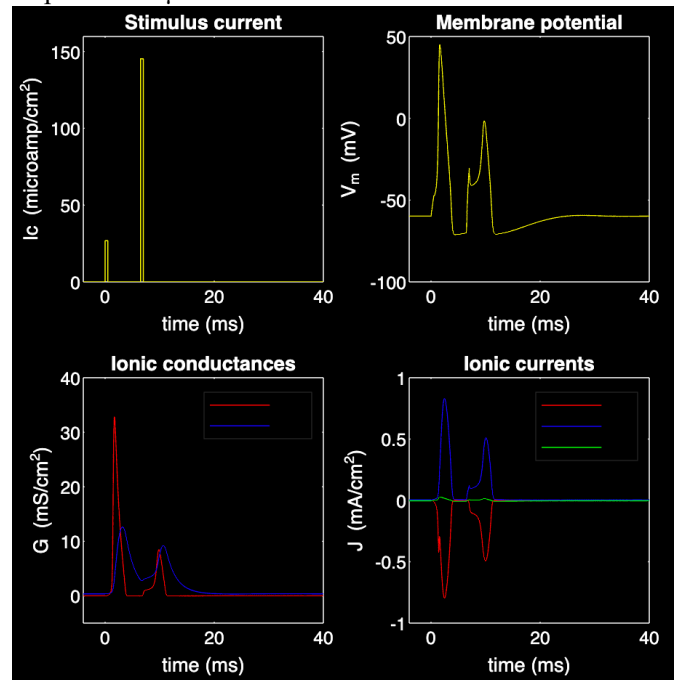 Stimulus current
Ic (microamp/cm²)
150
100
50
0
0
20
40
time (ms)
Membrane potential
V_m (mV)
50
0
-50
-100
0
20
40
time (ms)
Ionic conductances
G (mS/cm²)
40
30
20
10
0
0
20
40
time (ms)
Ionic currents
J (mA/cm²)
1
0.5
0
-0.5
-1
0
20
40
time (ms)